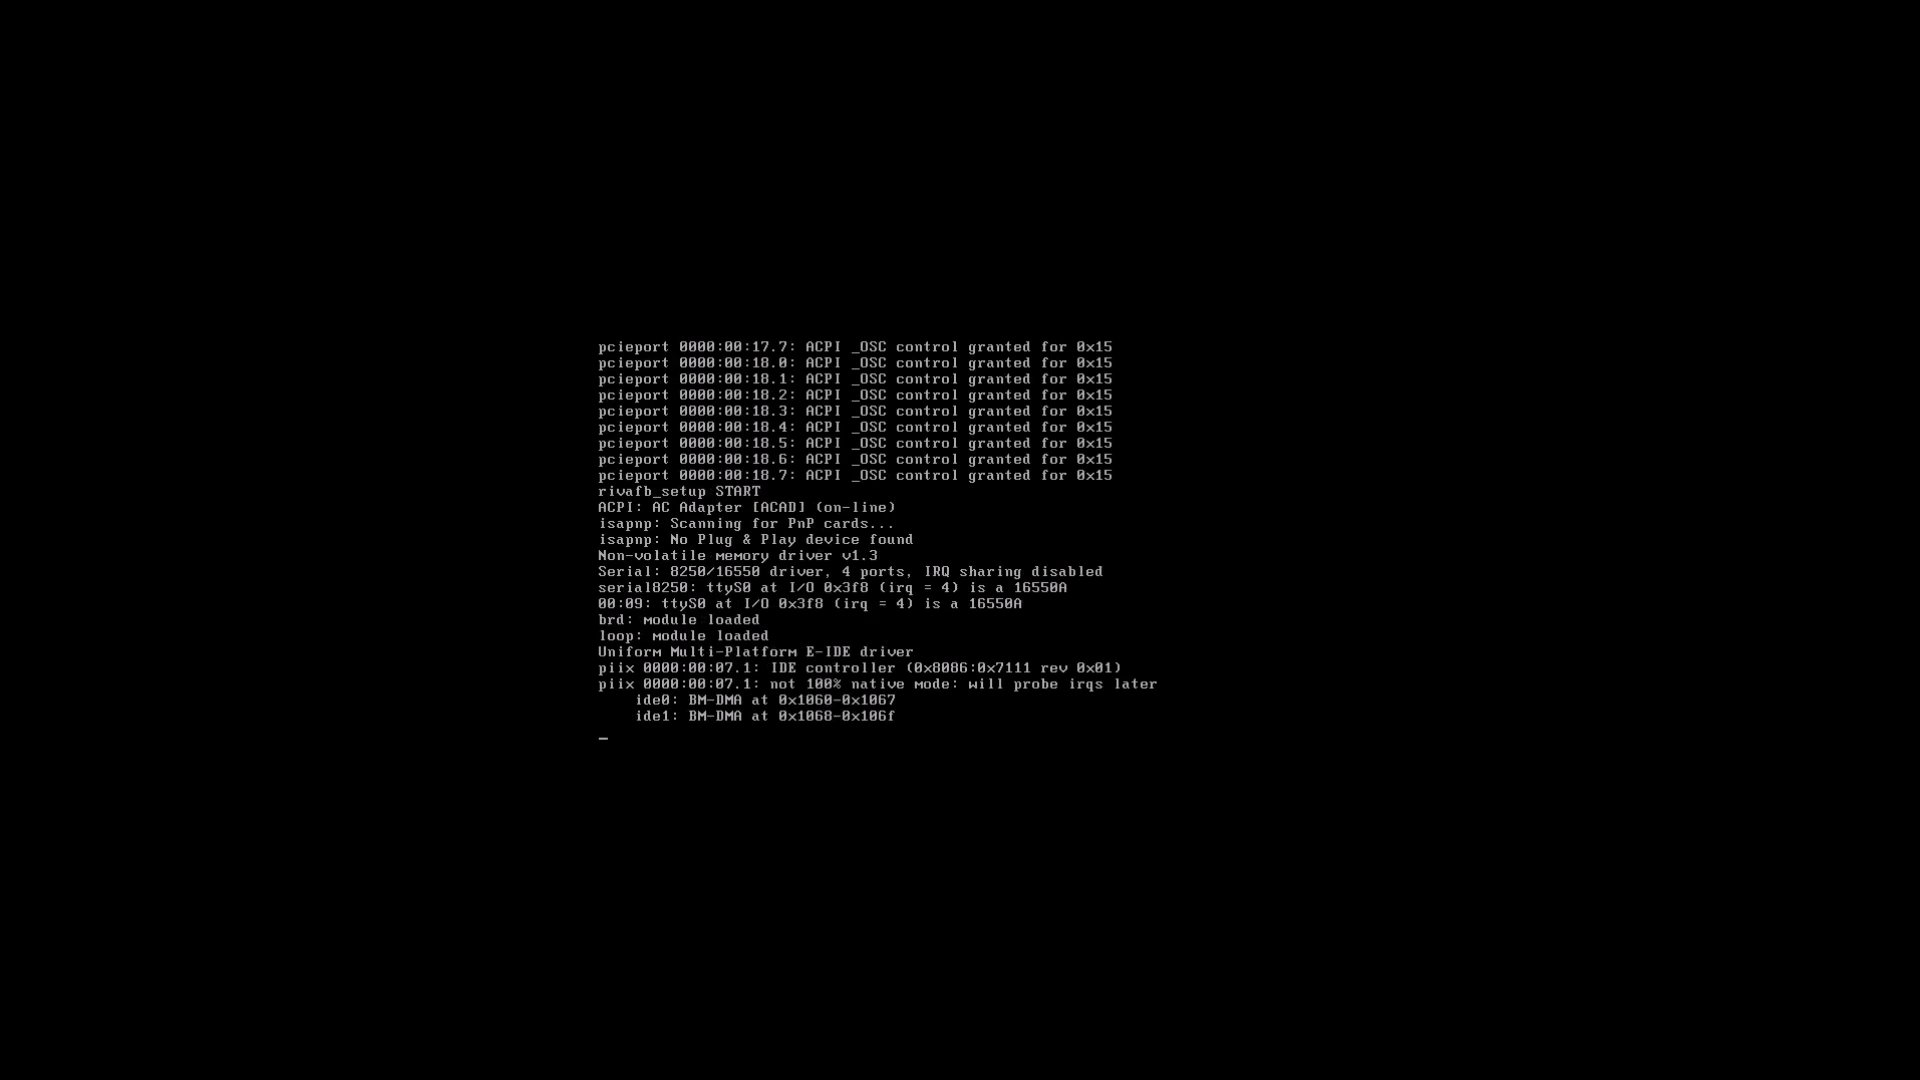 pcieport 0000:00:17.7: ACPI _OSC control granted for 0x15
pcieport 0000:00:18.0: ACPI _OSC control granted for 0x15
pcieport 0000:00:18.1: ACPI _OSC control granted for 0x15
pcieport 0000:00:18.2: ACPI _OSC control granted for 0x15
pcieport 0000:00:18.3: ACPI _OSC control granted for 0x15
pcieport 0000:00:18.4: ACPI _OSC control granted for 0x15
pcieport 0000:00:18.5: ACPI _OSC control granted for 0x15
pcieport 0000:00:18.6: ACPI _OSC control granted for 0x15
pcieport 0000:00:18.7: ACPI _OSC control granted for 0x15
rivafb_setup START
ACPI: AC Adapter [ACAD] (on-line)
isapnp: Scanning for PnP cards...
isapnp: No Plug & Play device found
Non-volatile memory driver v1.3
Serial: 8250/16550 driver, 4 ports, IRQ sharing disabled
serial8250: ttyS0 at I/O 0x3f8 (irq = 4) is a 16550A
00:09: ttyS0 at I/O 0x3f8 (irq = 4) is a 16550A
brd: module loaded
loop: module loaded
Uniform Multi-Platform E-IDE driver
piix 0000:00:07.1: IDE controller (0x8086:0x7111 rev 0x01)
piix 0000:00:07.1: not 100% native mode: will probe irqs later
    ide0: BM-DMA at 0x1060-0x1067
    ide1: BM-DMA at 0x1068-0x106f
_